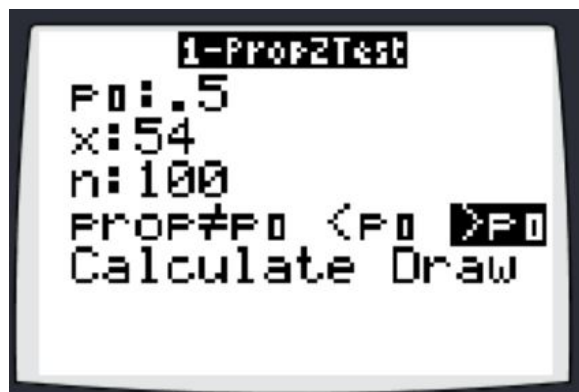 1-PropZTest
p0:.5
x:54
n:100
prop≠p0 <p0 >p0
Calculate Draw